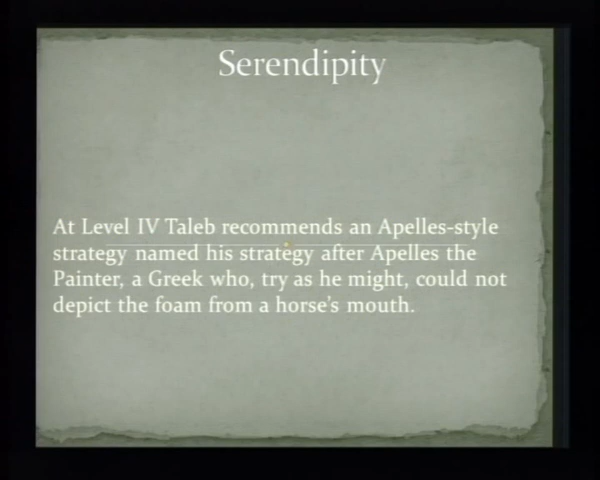 Serendipity
At Level IV Taleb recommends an Apelles-style
strategy named his strategy after Apelles the
Painter, a Greek who, try as he might, could not
depict the foam from a horse's mouth.